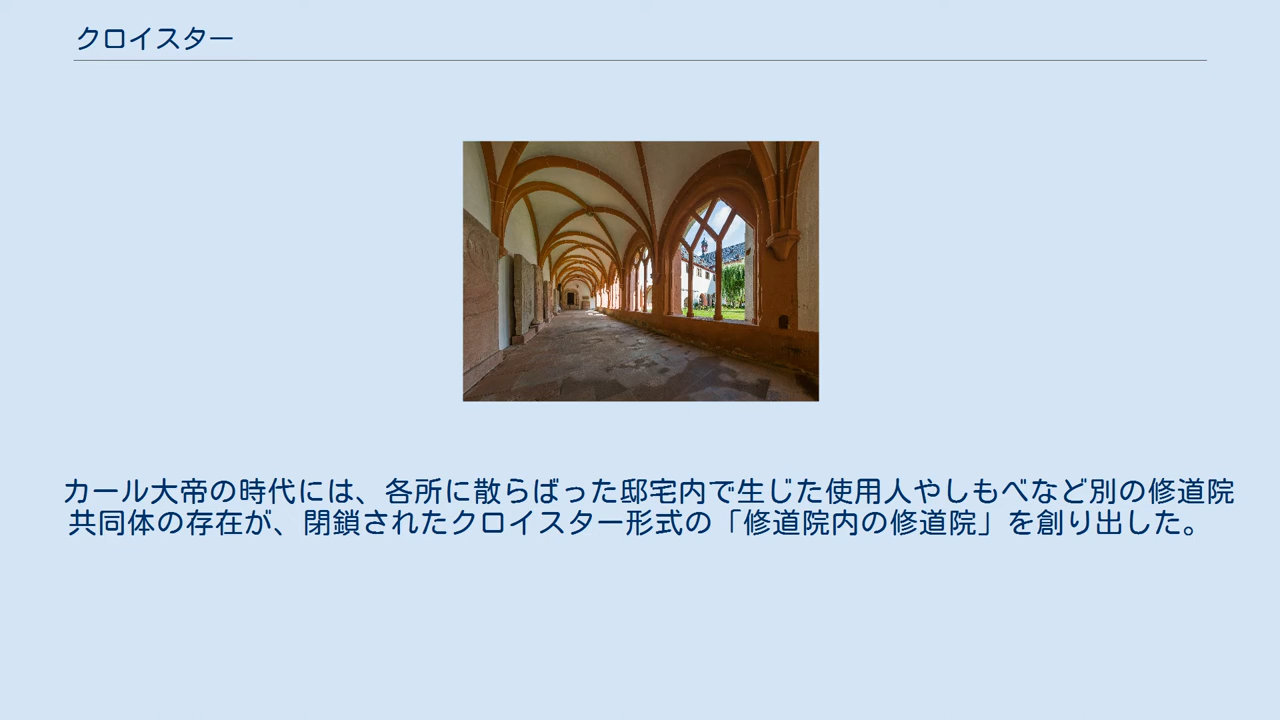 クロイスター
カール大帝の時代には、各所に散らばった邸宅内で生じた使用人やしもべなど別の修道院
共同体の存在が、閉鎖されたクロイスター形式の「修道院内の修道院」を創り出した。